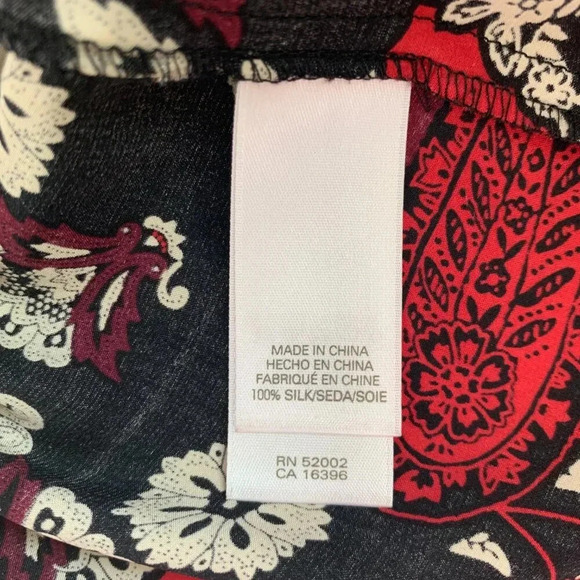 MADE IN CHINA
HECHO EN CHINA
FABRIQUÉ EN CHINE
100% SILK/SEDA/SOIE
RN 52002
CA 16396